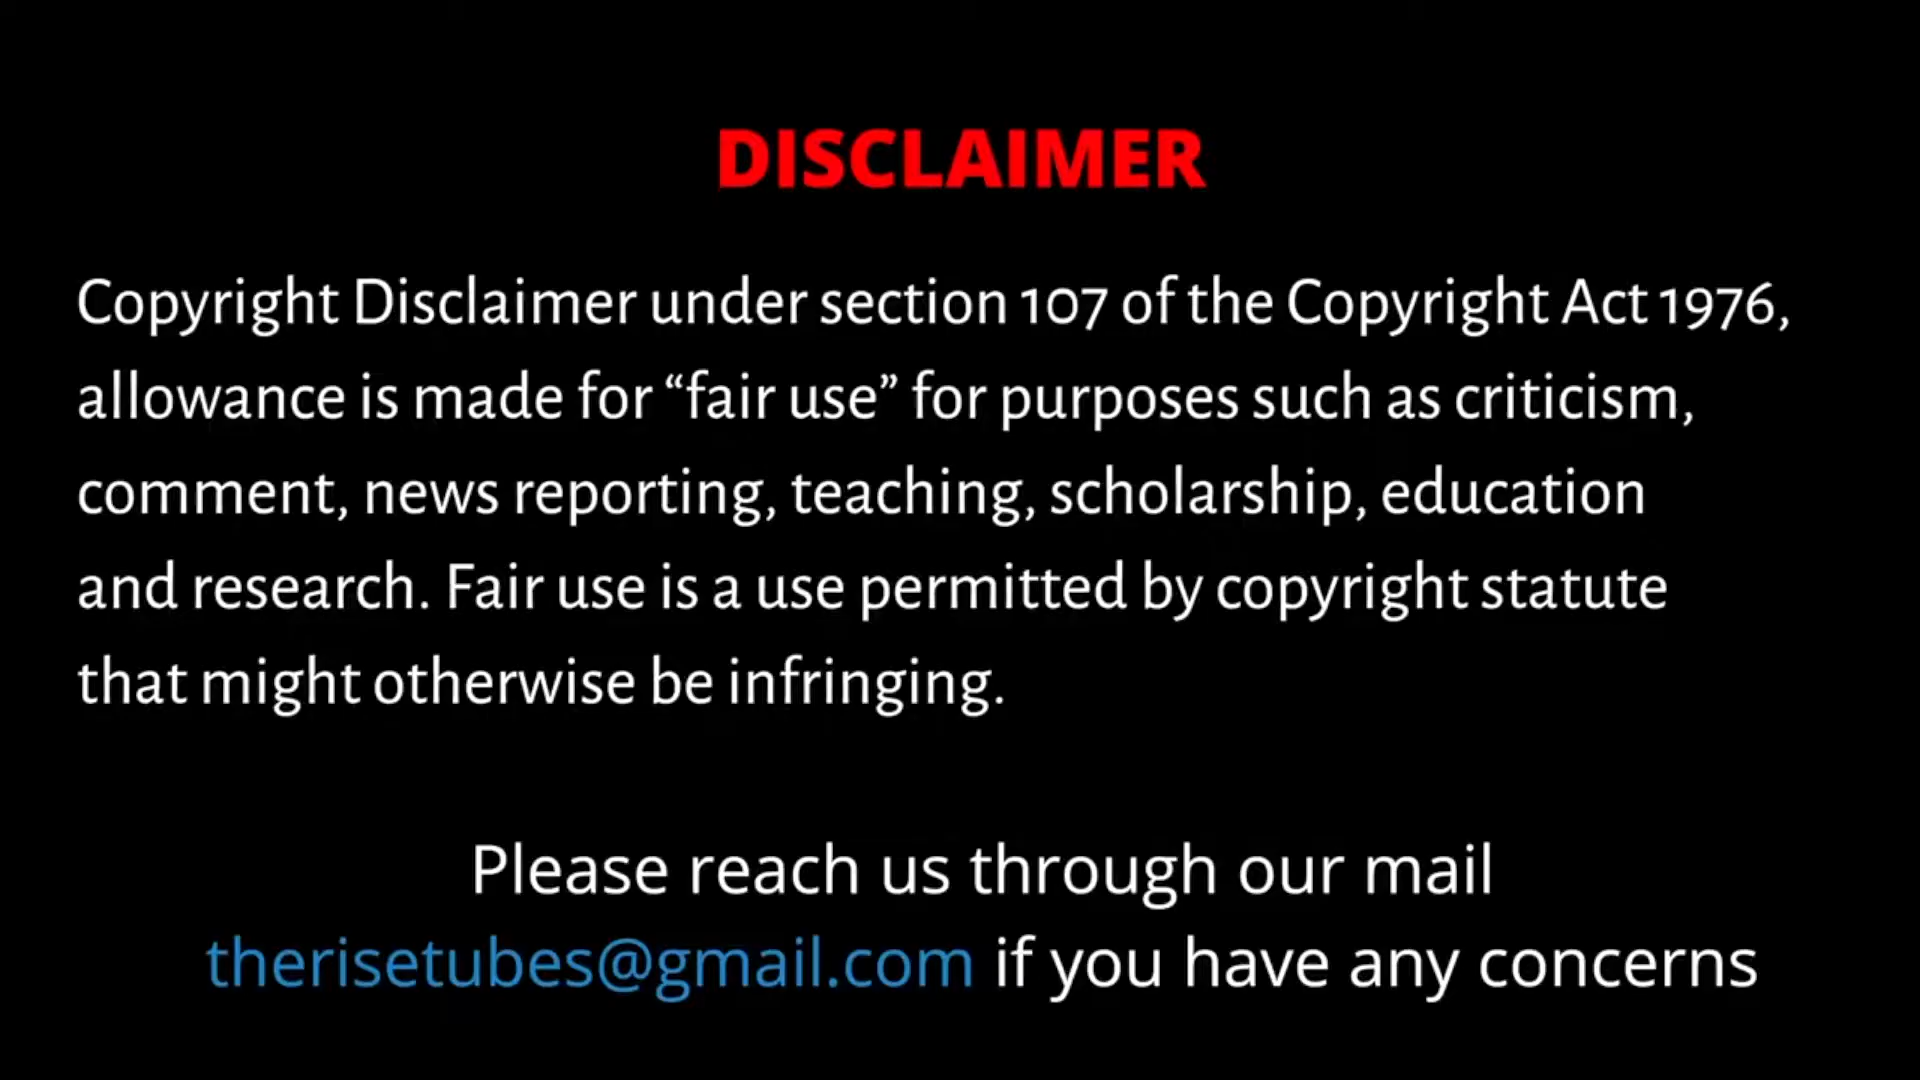 DISCLAIMER
Copyright Disclaimer under section 107 of the Copyright Act 1976,
allowance is made for “fair use” for purposes such as criticism,
comment, news reporting, teaching, scholarship, education
and research. Fair use is a use permitted by copyright statute
that might otherwise be infringing.
Please reach us through our mail
therisetubes@gmail.com if you have any concerns